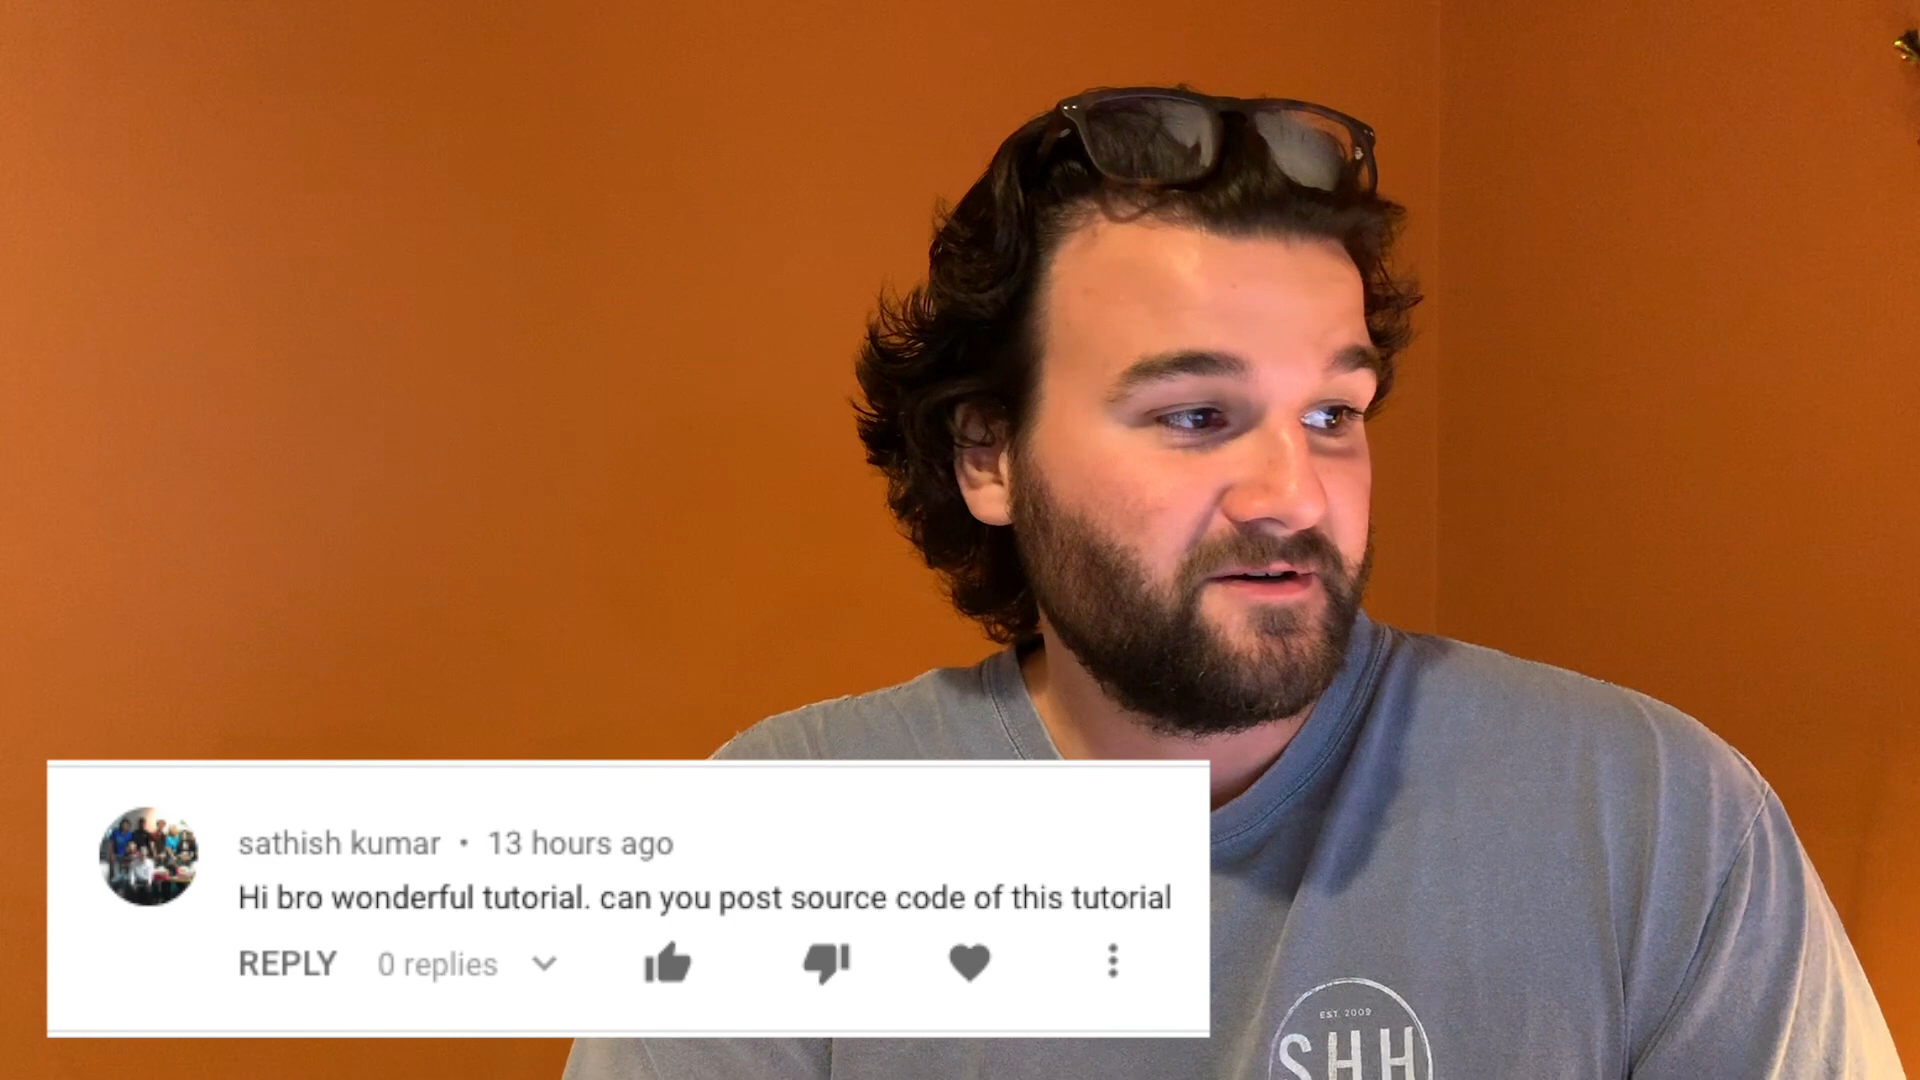 sathish kumar • 13 hours ago
Hi bro wonderful tutorial. can you post source code of this tutorial
REPLY 0 replies
EST. 2009
SHH